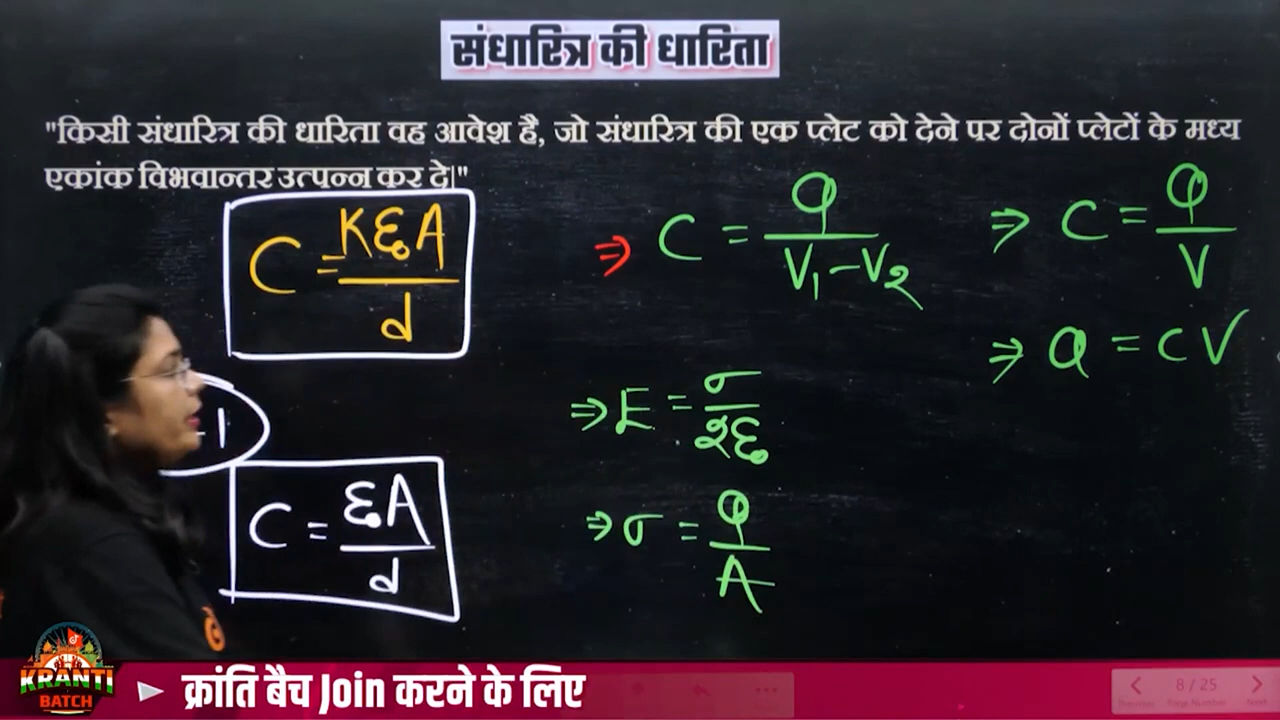 संधारित्र की धारिता
"किसी संधारित्र की धारिता वह आवेश है, जो संधारित्र की एक प्लेट को देने पर दोनों प्लेटों के मध्य
एकांक विभवान्तर उत्पन्न कर दे।"
C = Kε₀A / d
⇒ C = Q / V₁-V₂
⇒ C = Q / V
⇒ Q = CV
⇒ E = σ / 2ε₀
1
C = ε₀A / d
⇒ σ = Q / A
KRANTI
BATCH
क्रांति बैच Join करने के लिए
8 / 25